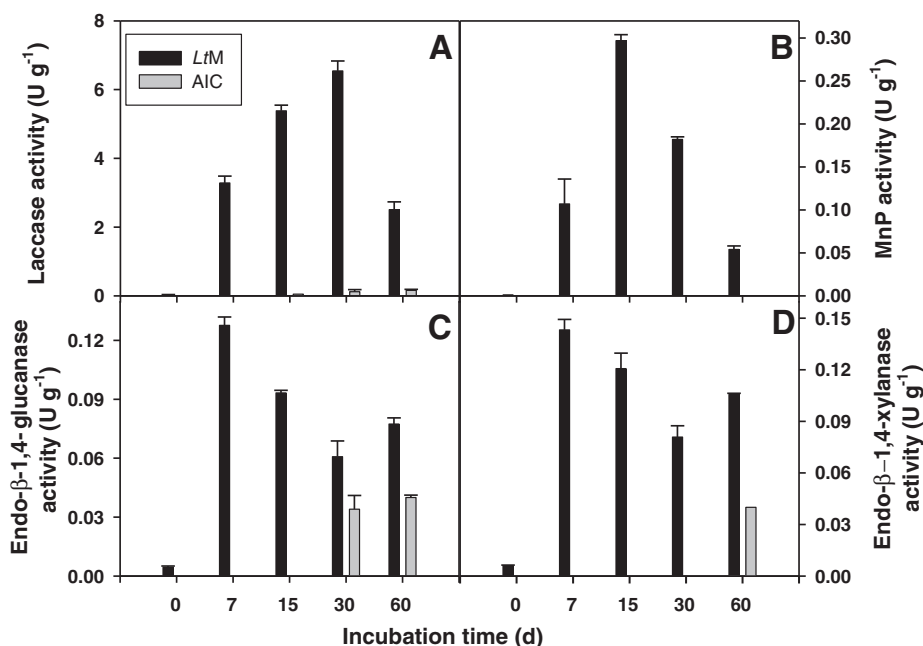 Laccase activity (U g-1)
8
6
4
2
0
LtM
AIC
A
B
0.30
0.25
0.20
0.15
0.10
0.05
0.00
MnP activity (U g-1)
Endo-β-1,4-glucanase
activity (U g-1)
0.12
0.09
0.06
0.03
0.00
C
D
0.15
0.12
0.09
0.06
0.03
0.00
Endo-β–1,4-xylanase
activity (U g-1)
0 7 15 30 60
0 7 15 30 60
Incubation time (d)